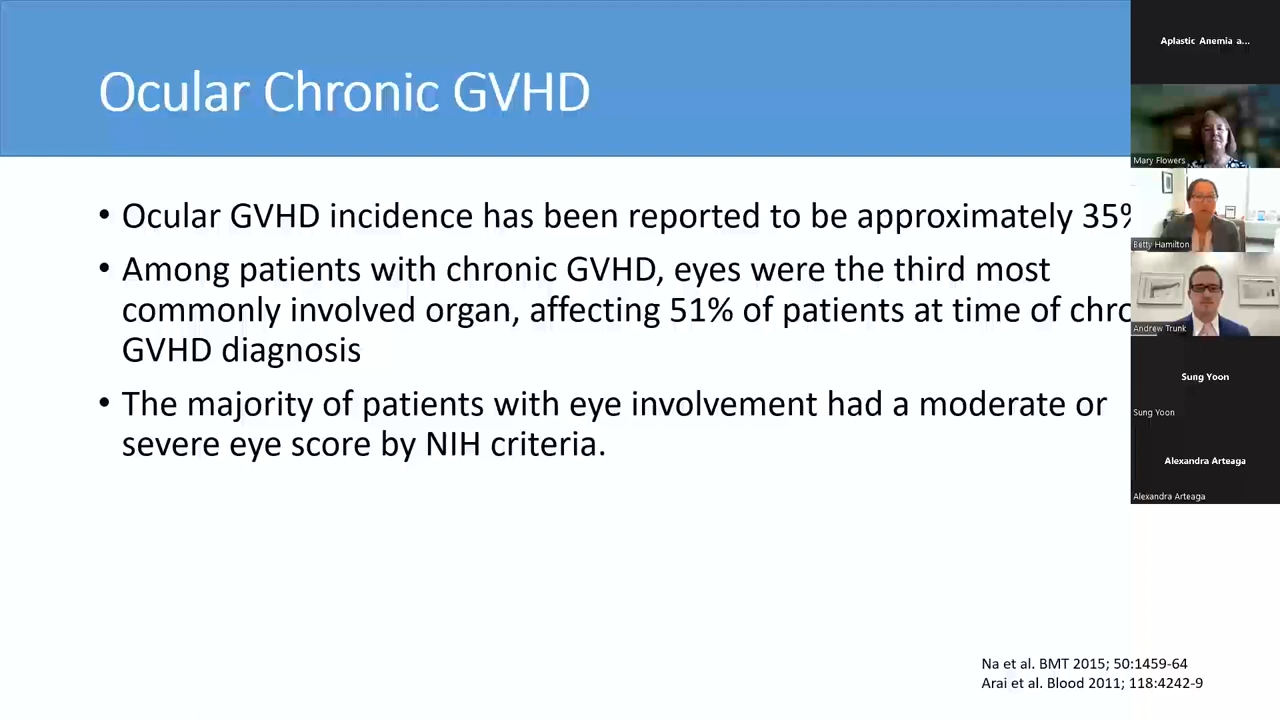 Ocular Chronic GVHD
• Ocular GVHD incidence has been reported to be approximately 35%
• Among patients with chronic GVHD, eyes were the third most
commonly involved organ, affecting 51% of patients at time of chro
GVHD diagnosis
• The majority of patients with eye involvement had a moderate or
severe eye score by NIH criteria.
Na et al. BMT 2015; 50:1459-64
Arai et al. Blood 2011; 118:4242-9
Aplastic Anemia a...
Mary Flowers
Betty Hamilton
Andrew Trunk
Sung Yoon
Sung Yoon
Alexandra Arteaga
Alexandra Arteaga